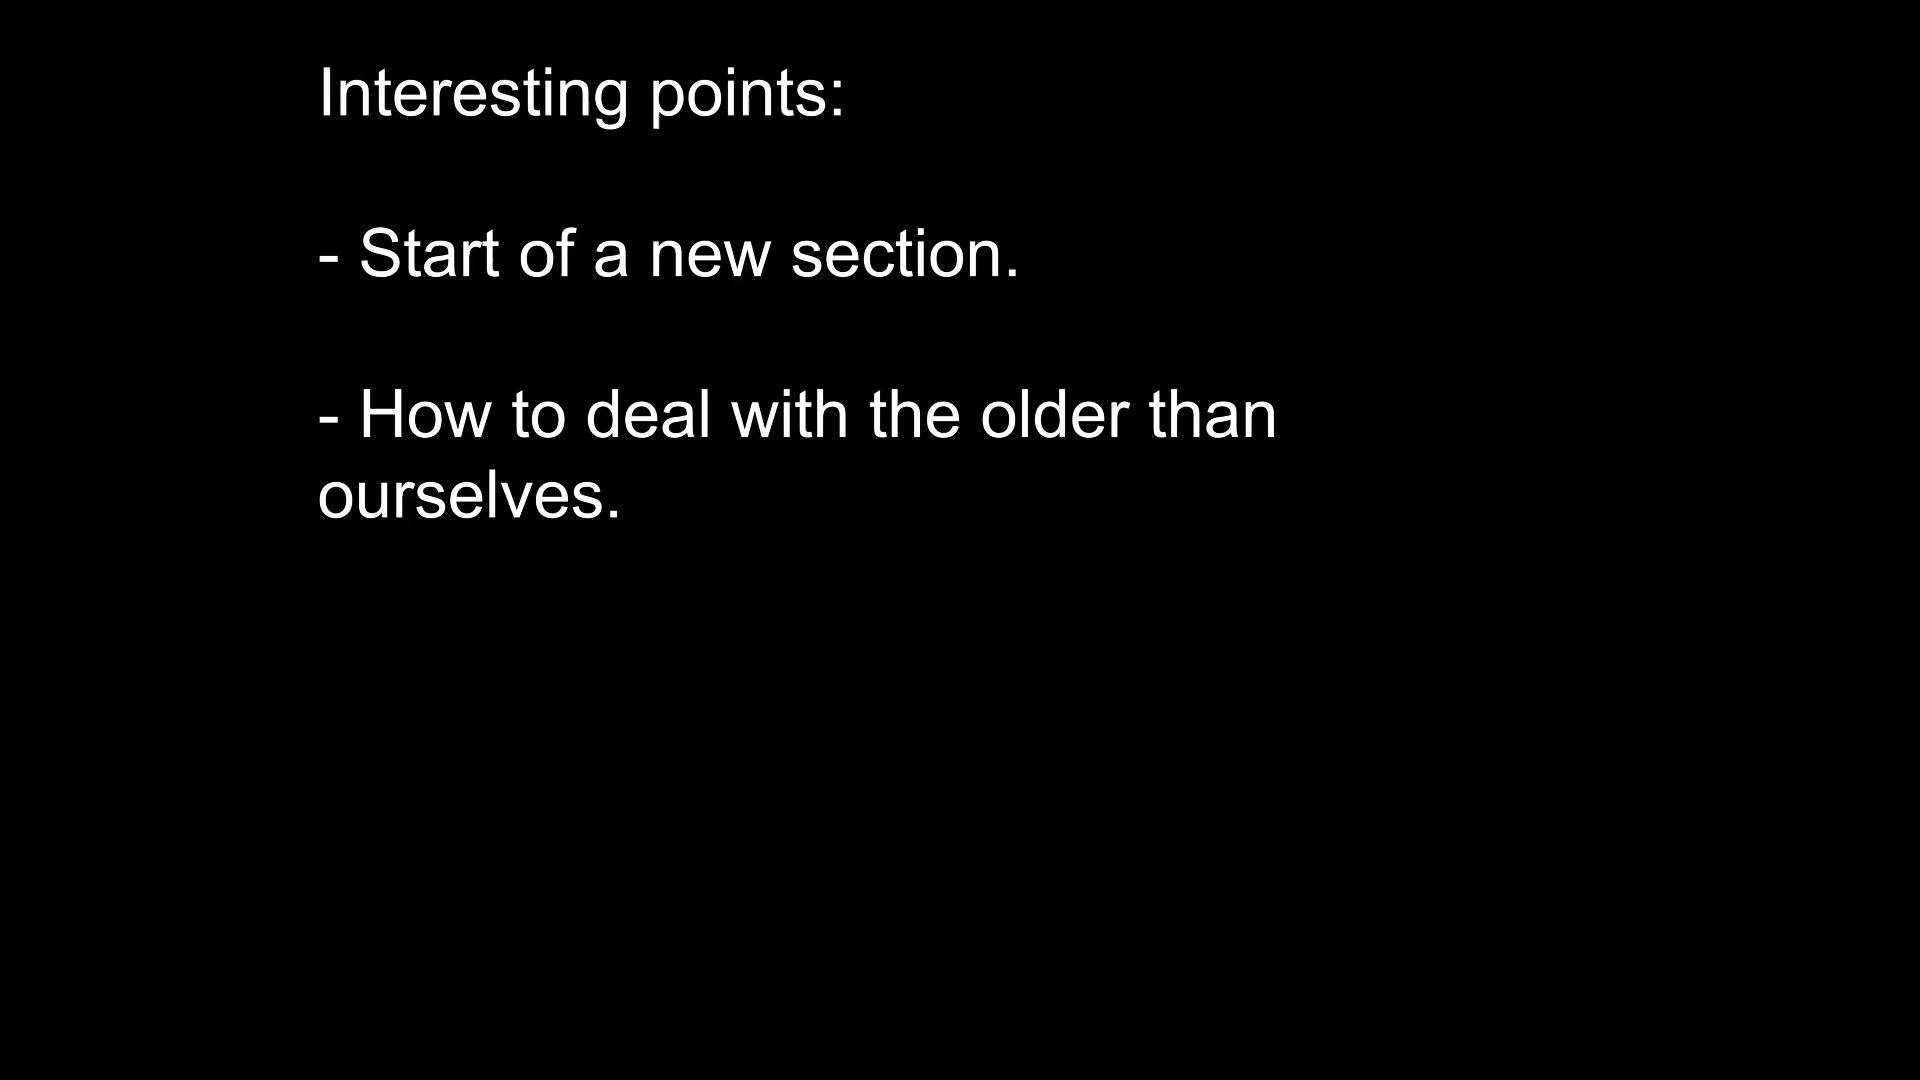 Interesting points:
- Start of a new section.
- How to deal with the older than
ourselves.